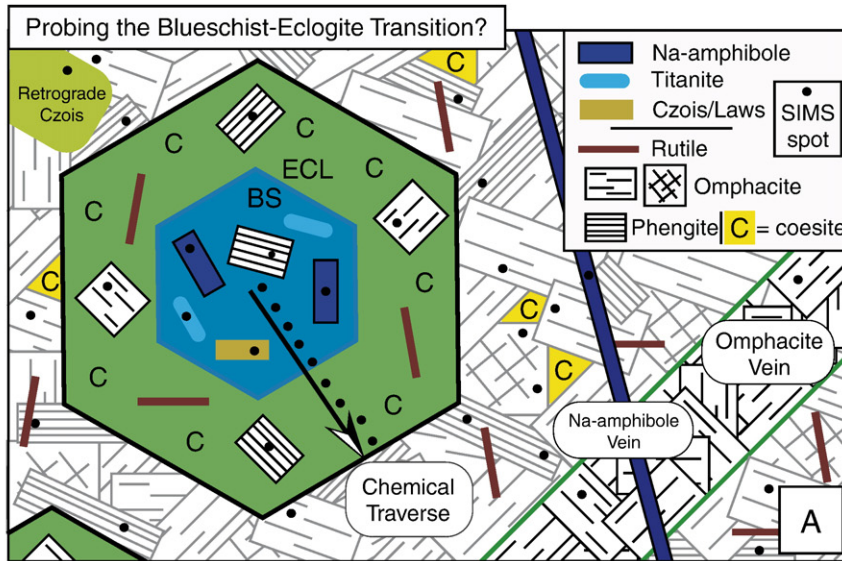 Probing the Blueschist-Eclogite Transition?
Retrograde
Czois
C
C
C
C
ECL
BS
C
C
C
C
C
C
C
C
C
Na-amphibole
Titanite
Czois/Laws
SIMS
spot
Rutile
Omphacite
Phengite
C = coesite
Omphacite
Vein
Na-amphibole
Vein
Chemical
Traverse
A